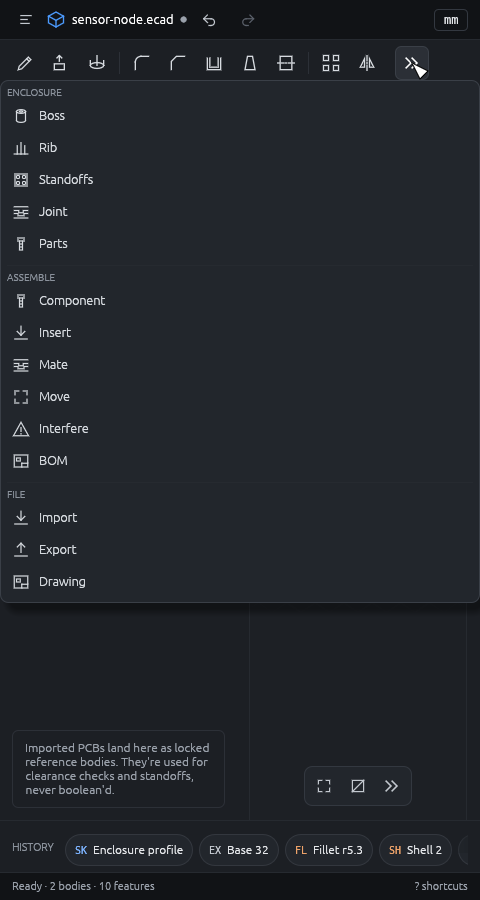 sensor-node.ecad
mm
ENCLOSURE
Boss
Rib
Standoffs
Joint
Parts
ASSEMBLE
Component
Insert
Mate
Move
Interfere
BOM
FILE
Import
Export
Drawing
Imported PCBs land here as locked
reference bodies. They're used for
clearance checks and standoffs,
never boolean'd.
HISTORY SK Enclosure profile EX Base 32 FL Fillet r5.3 SH Shell 2
Ready · 2 bodies · 10 features ? shortcuts